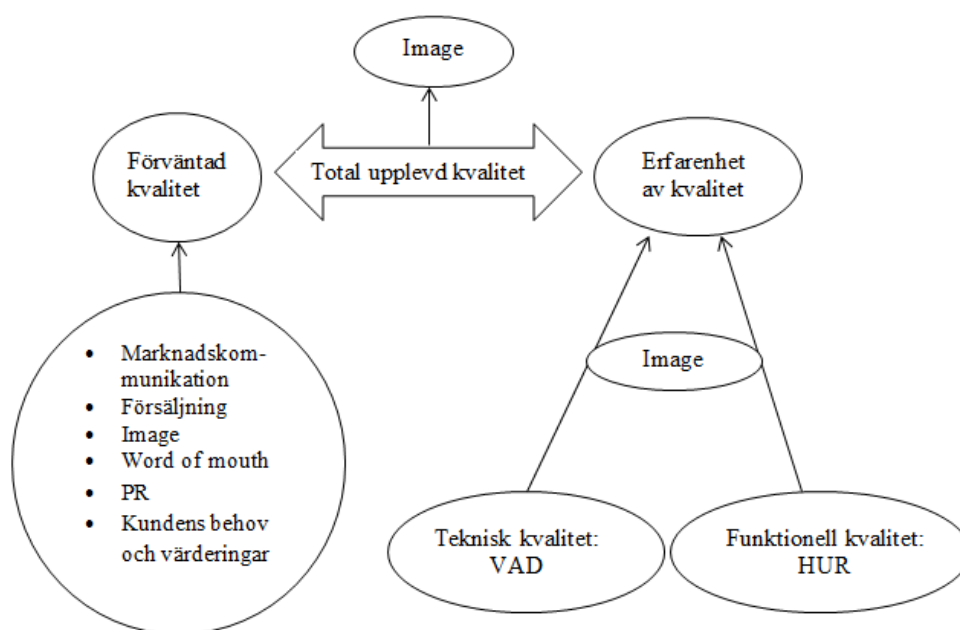 Image
Förväntad
kvalitet
Total upplevd kvalitet
Erfarenhet
av kvalitet
• Marknadskom-
munikation
• Försäljning
• Image
• Word of mouth
• PR
• Kundens behov
och värderingar
Image
Teknisk kvalitet:
VAD
Funktionell kvalitet:
HUR